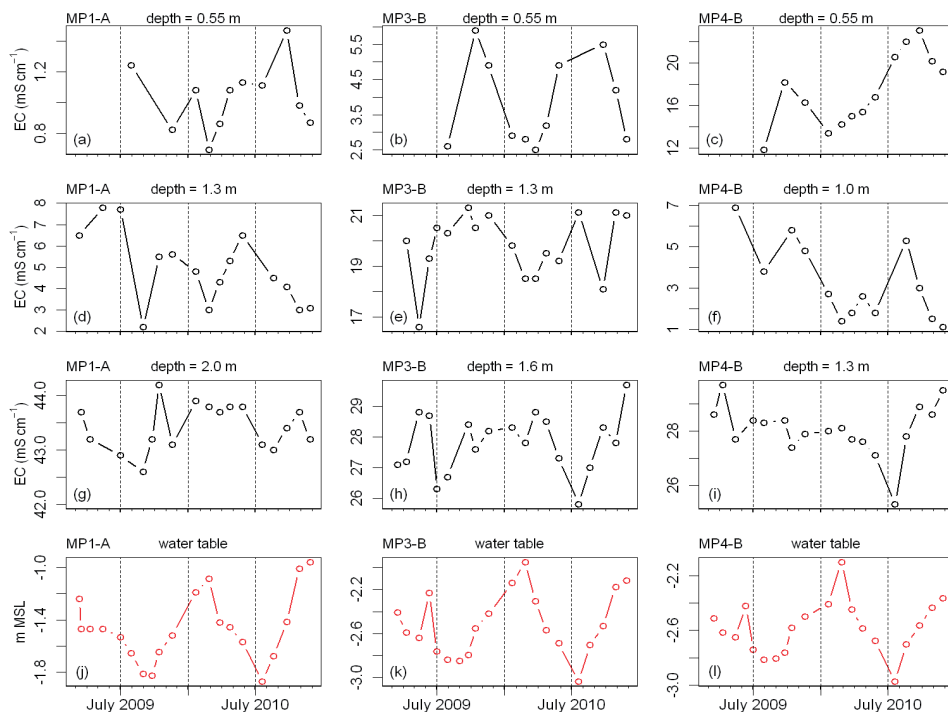 MP1-A depth = 0.55 m
MP3-B depth = 0.55 m
MP4-B depth = 0.55 m
EC (mS cm⁻¹)
0.8 1.2
(a)
2.5 3.5 4.5 5.5
(b)
12 16 20
(c)
MP1-A depth = 1.3 m
MP3-B depth = 1.3 m
MP4-B depth = 1.0 m
EC (mS cm⁻¹)
2 3 4 5 6 7 8
(d)
17 19 21
(e)
1 3 5 7
(f)
MP1-A depth = 2.0 m
MP3-B depth = 1.6 m
MP4-B depth = 1.3 m
EC (mS cm⁻¹)
42.0 43.0 44.0
(g)
26 27 28 29
(h)
26 28
(i)
MP1-A water table
MP3-B water table
MP4-B water table
m MSL
-1.8 -1.4 -1.0
(j)
-3.0 -2.6 -2.2
(k)
-3.0 -2.6 -2.2
(l)
July 2009 July 2010
July 2009 July 2010
July 2009 July 2010